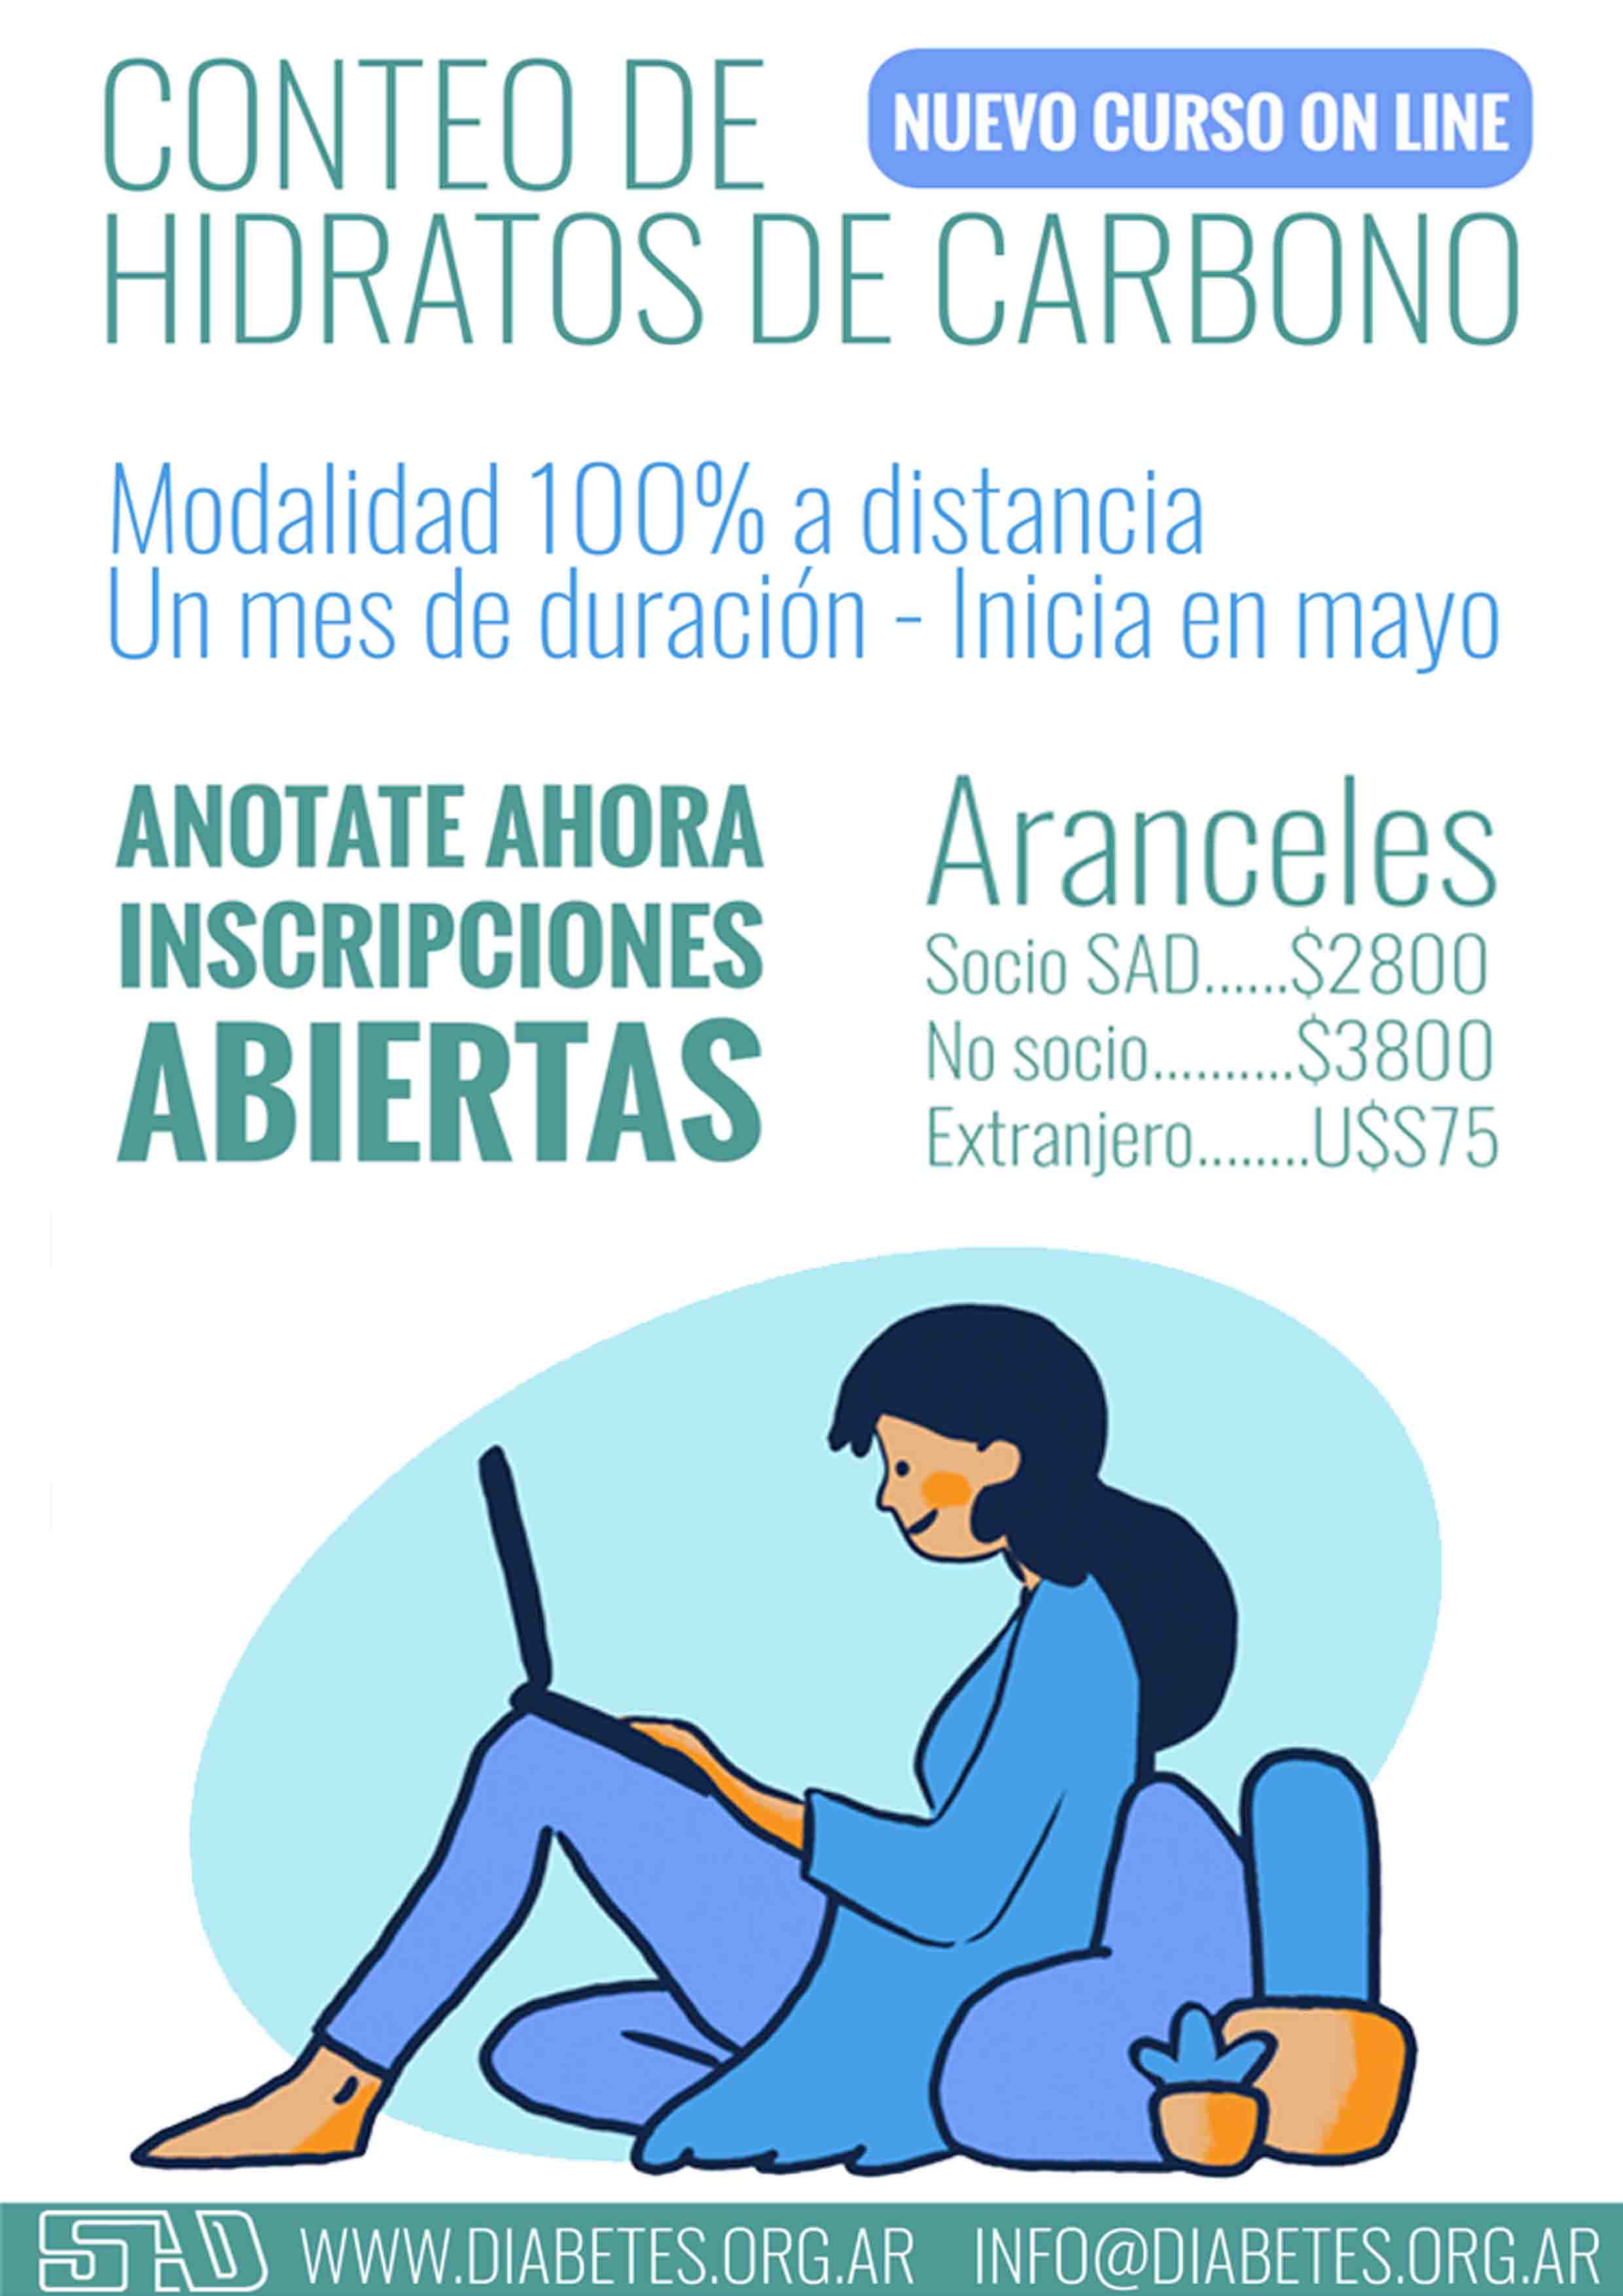 CONTEO DE
NUEVO CURSO ON LINE
HIDRATOS DE CARBONO
Modalidad 100% a distancia
Un mes de duración - Inicia en mayo
ANOTATE AHORA
INSCRIPCIONES
ABIERTAS
Aranceles
Socio SAD......$2800
No socio..........$3800
Extranjero........U$S75
SAD WWW.DIABETES.ORG.AR INFO@DIABETES.ORG.AR